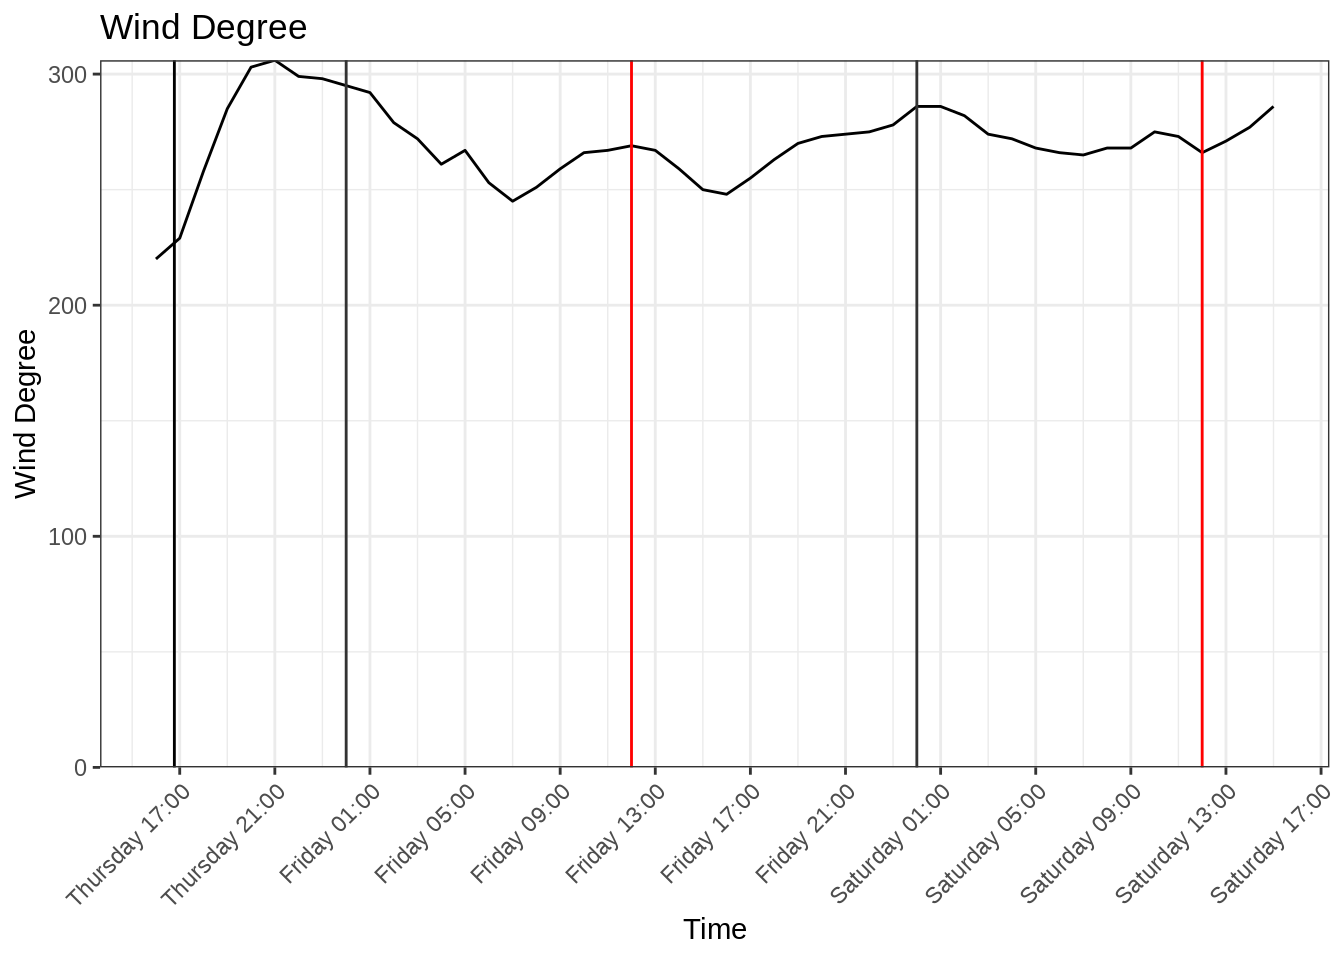 Wind Degree
300
200
100
0
Wind Degree
Thursday 17:00
Thursday 21:00
Friday 01:00
Friday 05:00
Friday 09:00
Friday 13:00
Friday 17:00
Friday 21:00
Saturday 01:00
Saturday 05:00
Saturday 09:00
Saturday 13:00
Saturday 17:00
Time